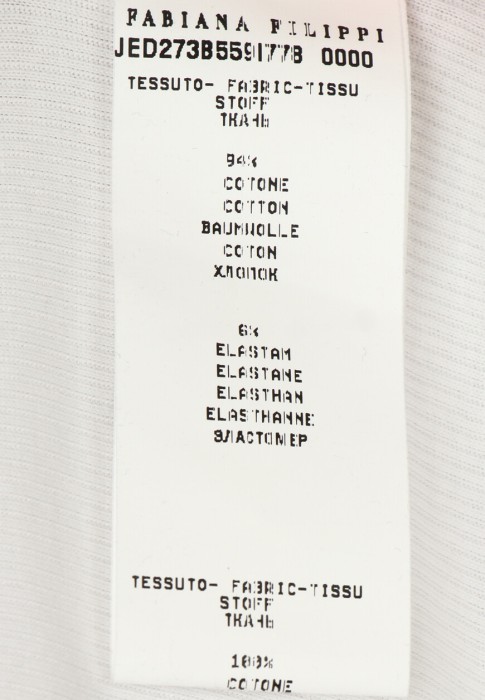 FABIANA FILIPPI
JED273B559I77B 0000
TESSUTO- FABRIC-TISSU
STOFF
ТКАНЬ
94%
COTONE
COTTON
BAUMWOLLE
COTON
ХЛОПОК
6%
ELASTAM
ELASTANE
ELASTHAN
ELASTHANNE
ЭЛАСТОМЕР
TESSUTO- FABRIC-TISSU
STOFF
ТКАНЬ
100%
COTONE